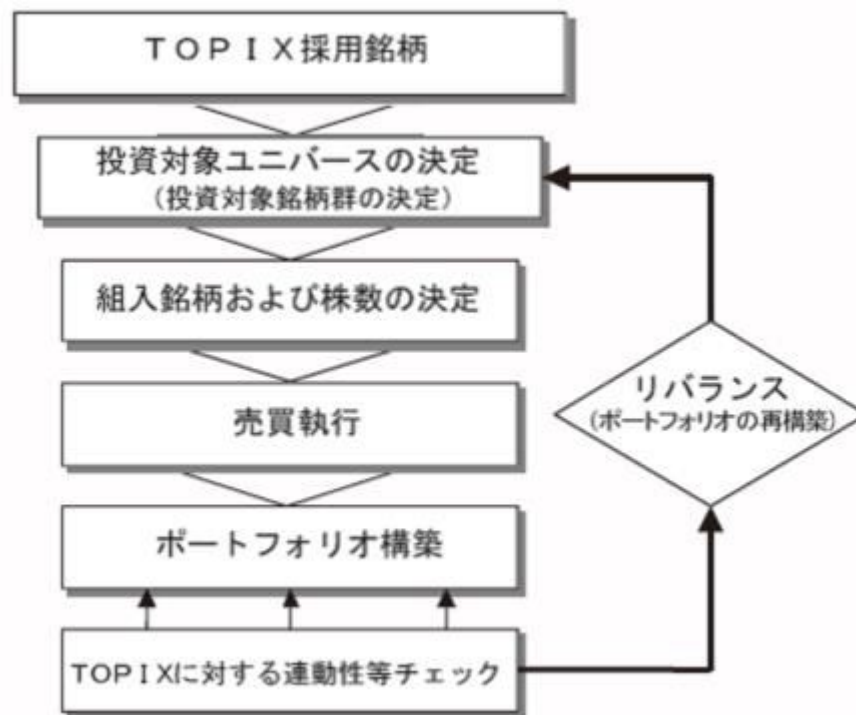 ＴＯＰＩＸ採用銘柄
投資対象ユニバースの決定
（投資対象銘柄群の決定）
組入銘柄および株数の決定
売買執行
ポートフォリオ構築
TOPIXに対する連動性等チェック
リバランス
(ポートフォリオの再構築)